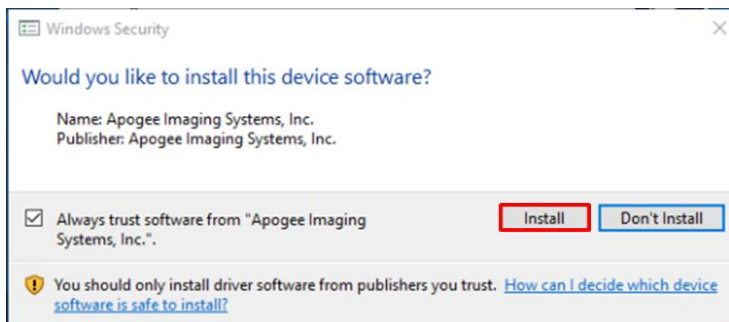 Windows Security
Would you like to install this device software?
Name: Apogee Imaging Systems, Inc.
Publisher: Apogee Imaging Systems, Inc.
Always trust software from "Apogee Imaging
Systems, Inc.".
Install
Don't Install
You should only install driver software from publishers you trust. How can I decide which device
software is safe to install?